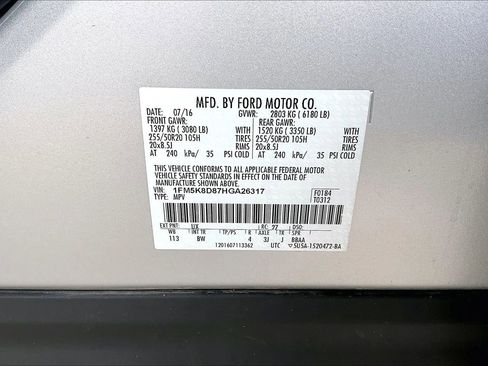 MFD. BY FORD MOTOR CO.
DATE: 07/16 GVWR: 2803 KG ( 6180 LB)
FRONT GAWR: REAR GAWR:
1397 KG ( 3080 LB) WITH 1520 KG ( 3350 LB) WITH
255/50R20 105H TIRES 255/50R20 105H TIRES
20x8.5J RIMS 20x8.5J RIMS
AT 240 kPa/ 35 PSI COLD AT 240 kPa/ 35 PSI COLD
THIS VEHICLE CONFORMS TO ALL APPLICABLE FEDERAL MOTOR
VEHICLE SAFETY STANDARDS IN EFFECT ON THE DATE OF
MANUFACTURE SHOWN ABOVE.
VIN: 1FM5K8D87HGA26317 F0184
TYPE: MPV T0312
EXT PNT: UX RC: 97 DSO:
WB INT TR TP/PS R AXLE TR SPR
113 BW 4 3J J BBAA
1201607113362 UTC 5U5A-1520472-BA